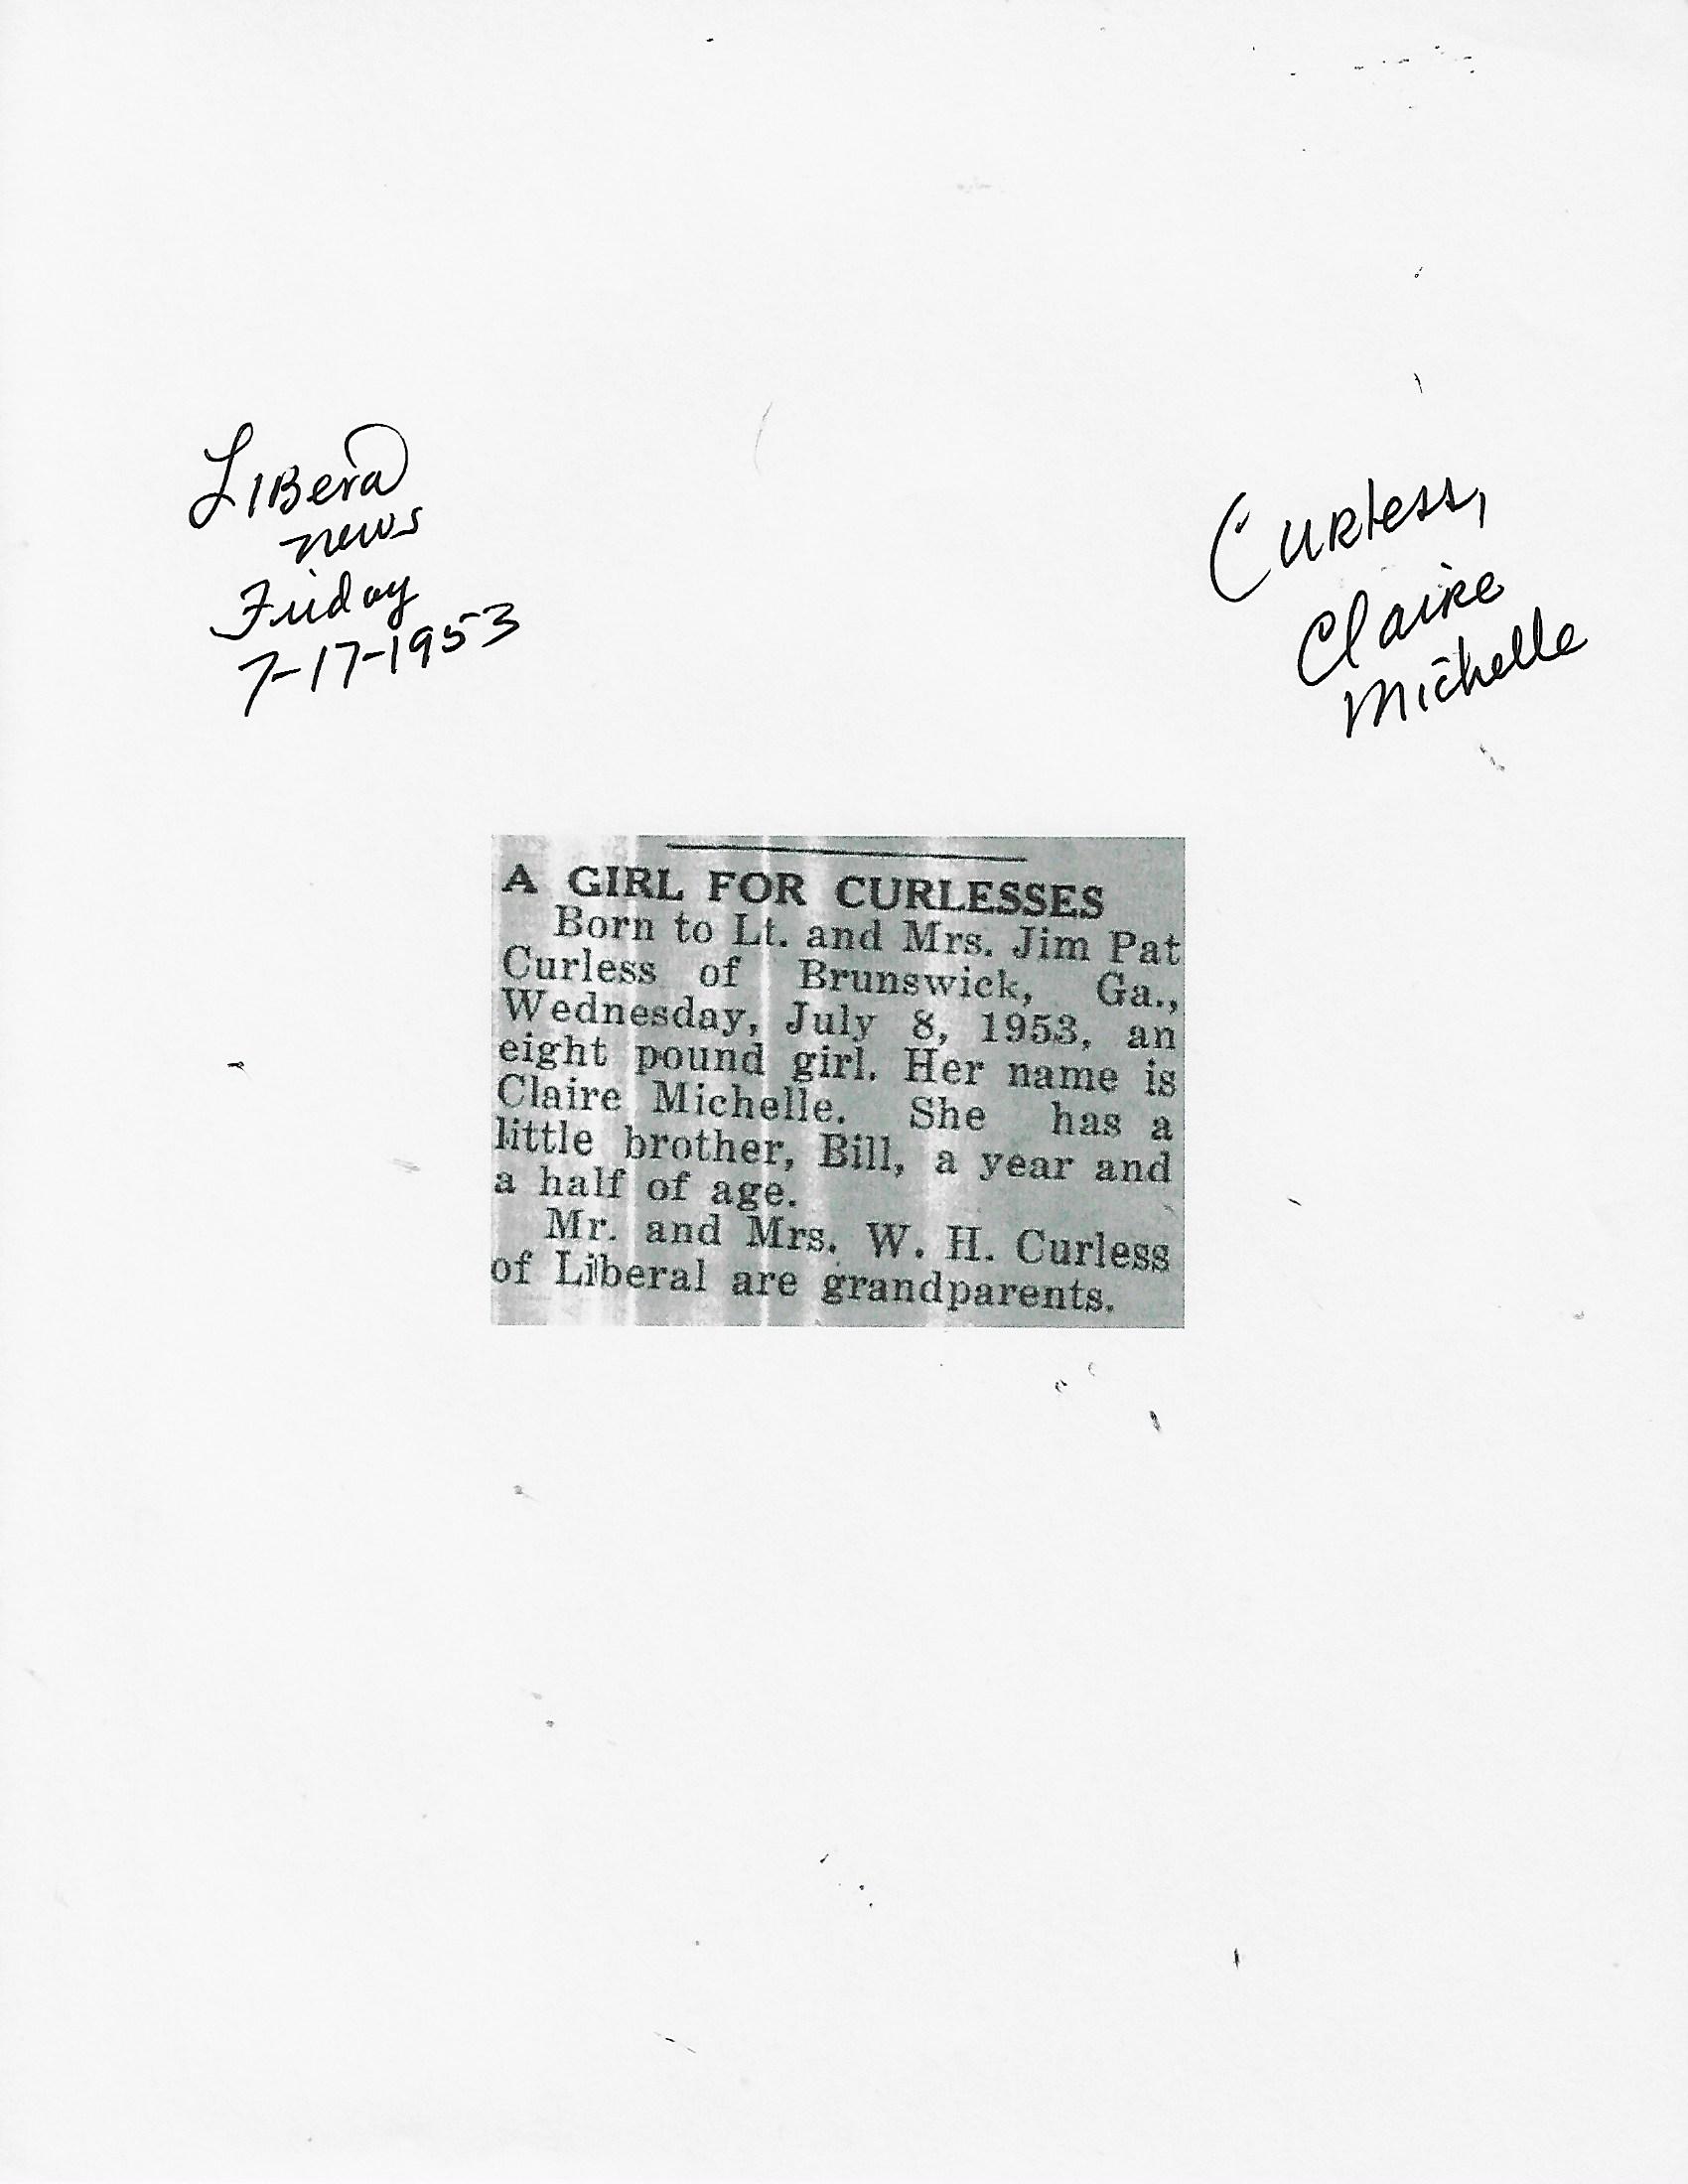 Liberal
news
Friday
7-17-1953
Curless,
Claire
Michelle
A GIRL FOR CURLESSES
Born to Lt. and Mrs. Jim Pat
Curless of Brunswick, Ga.,
Wednesday, July 8, 1953, an
eight pound girl. Her name is
Claire Michelle. She has a
little brother, Bill, a year and
a half of age.
Mr. and Mrs. W. H. Curless
of Liberal are grandparents.